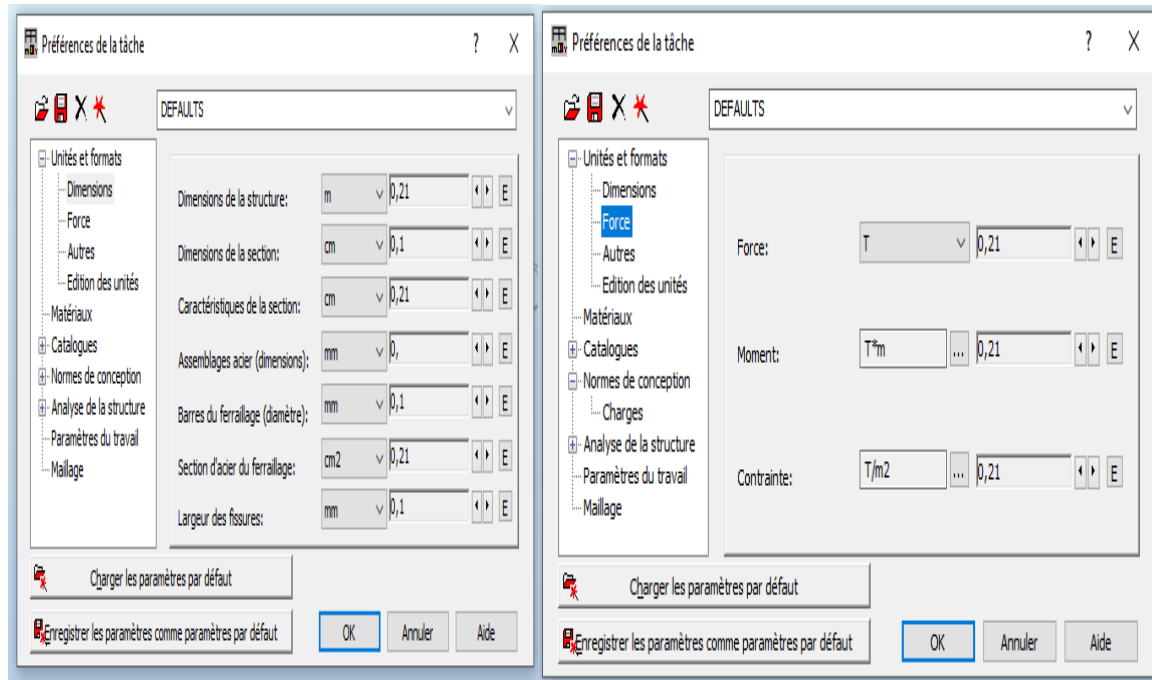 Préférences de la tâche
? X
DEFAULTS
Unités et formats
Dimensions
Force
Autres
Edition des unités
Matériaux
Catalogues
Normes de conception
Analyse de la structure
Paramètres du travail
Maillage
Dimensions de la structure: m 0,21 E
Dimensions de la section: cm 0,1 E
Caractéristiques de la section: cm 0,21 E
Assemblages acier (dimensions): mm 0, E
Barres du ferraillage (diamètre): mm 0,1 E
Section d'acier du ferraillage: cm2 0,21 E
Largeur des fissures: mm 0,1 E
Charger les paramètres par défaut
Enregistrer les paramètres comme paramètres par défaut
OK Annuler Aide
Préférences de la tâche
? X
DEFAULTS
Unités et formats
Dimensions
Force
Autres
Edition des unités
Matériaux
Catalogues
Normes de conception
Charges
Analyse de la structure
Paramètres du travail
Maillage
Force: T 0,21 E
Moment: T*m ... 0,21 E
Contrainte: T/m2 ... 0,21 E
Charger les paramètres par défaut
Enregistrer les paramètres comme paramètres par défaut
OK Annuler Aide